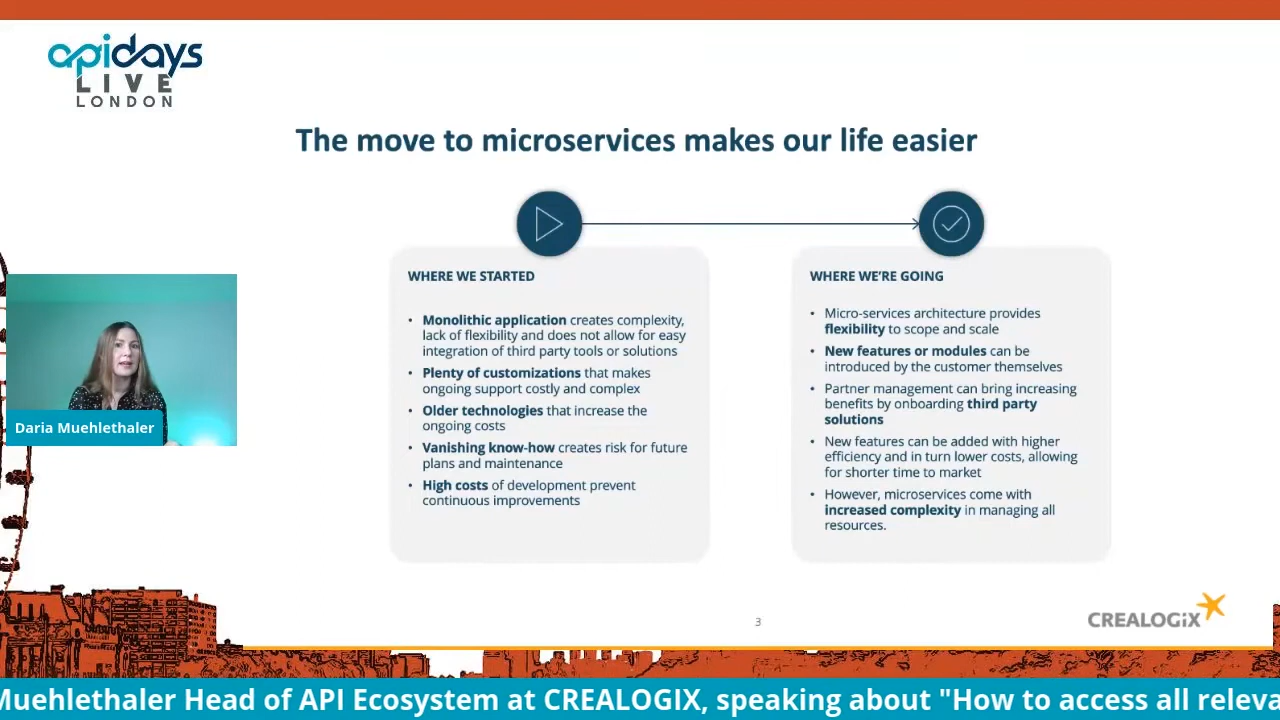 apidays
LIVE
LONDON
The move to microservices makes our life easier
WHERE WE STARTED
• Monolithic application creates complexity,
lack of flexibility and does not allow for easy
integration of third party tools or solutions
• Plenty of customizations that makes
ongoing support costly and complex
• Older technologies that increase the
ongoing costs
• Vanishing know-how creates risk for future
plans and maintenance
• High costs of development prevent
continuous improvements
WHERE WE'RE GOING
• Micro-services architecture provides
flexibility to scope and scale
• New features or modules can be
introduced by the customer themselves
• Partner management can bring increasing
benefits by onboarding third party
solutions
• New features can be added with higher
efficiency and in turn lower costs, allowing
for shorter time to market
• However, microservices come with
increased complexity in managing all
resources.
Daria Muehlethaler
3
CREALOGIX
Muehlethaler Head of API Ecosystem at CREALOGIX, speaking about "How to access all releva